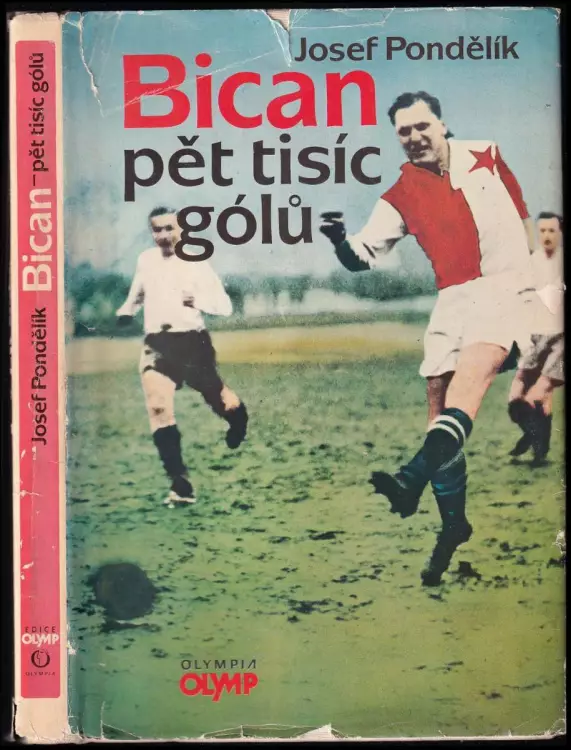 Josef Pondělík
Bican
pět tisíc
gólů
OLYMPIA
OLYMP
Josef Pondělík Bican – pět tisíc gólů
EDICE
OLYMP
OLYMPIA